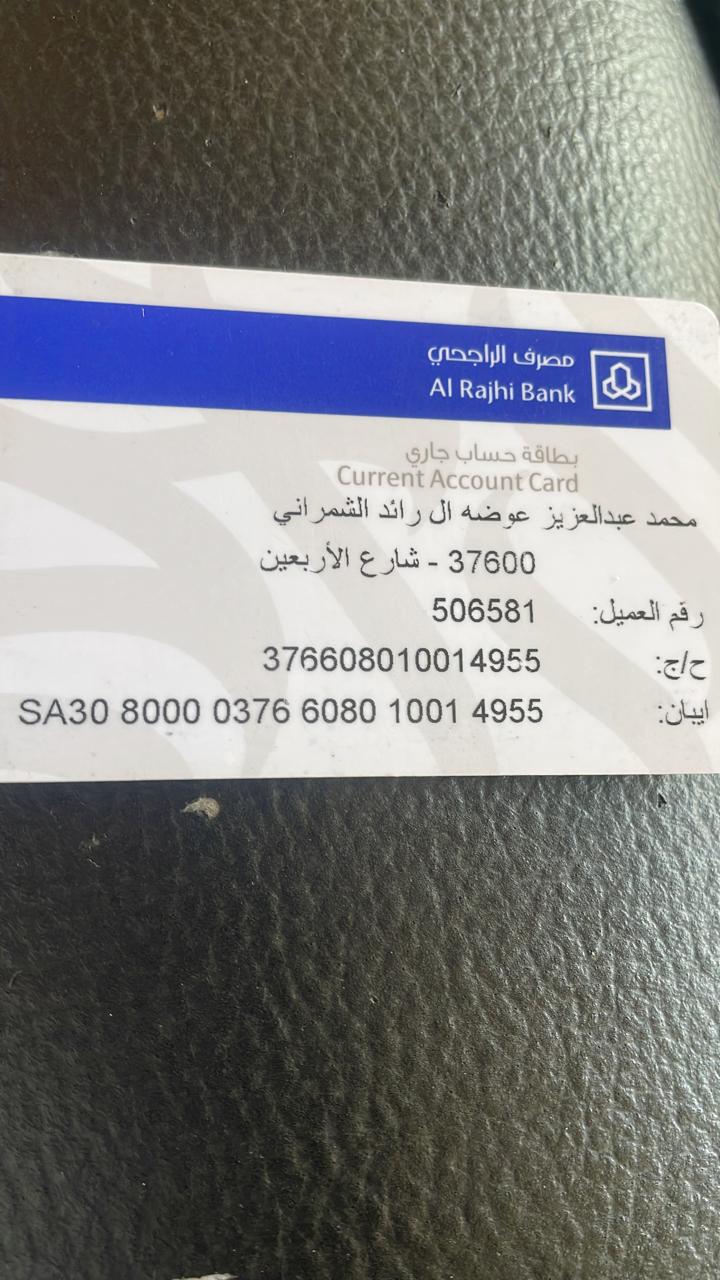 مصرف الراجحي
Al Rajhi Bank
بطاقة حساب جاري
Current Account Card
محمد عبدالعزيز عوضه ال رائد الشمراني
37600 - شارع الأربعين
رقم العميل: 506581
ح/ج: 376608010014955
ايبان: SA30 8000 0376 6080 1001 4955